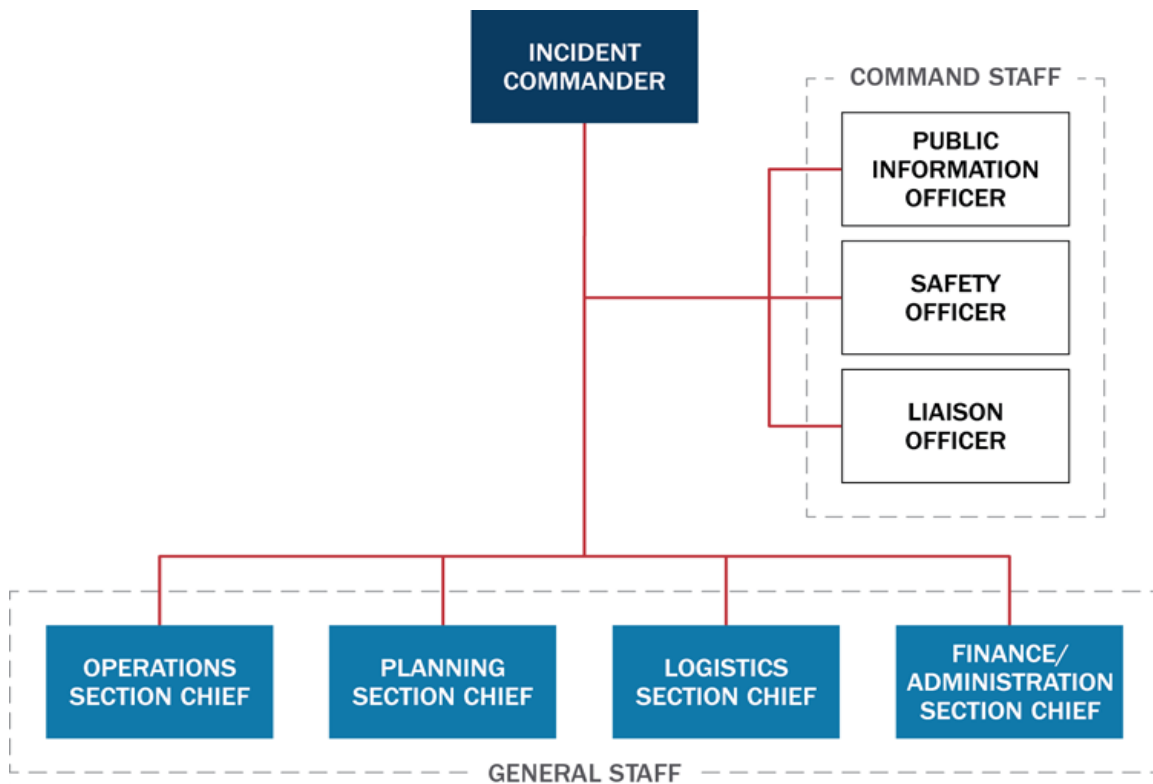 INCIDENT
COMMANDER
COMMAND STAFF
PUBLIC
INFORMATION
OFFICER
SAFETY
OFFICER
LIAISON
OFFICER
OPERATIONS
SECTION CHIEF
PLANNING
SECTION CHIEF
LOGISTICS
SECTION CHIEF
FINANCE/
ADMINISTRATION
SECTION CHIEF
GENERAL STAFF